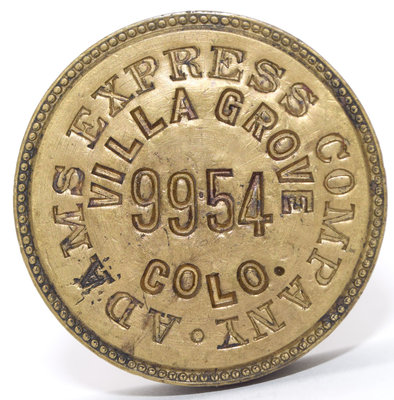 ADAMS EXPRESS COMPANY.
VILLA GROVE
9954
COLO.